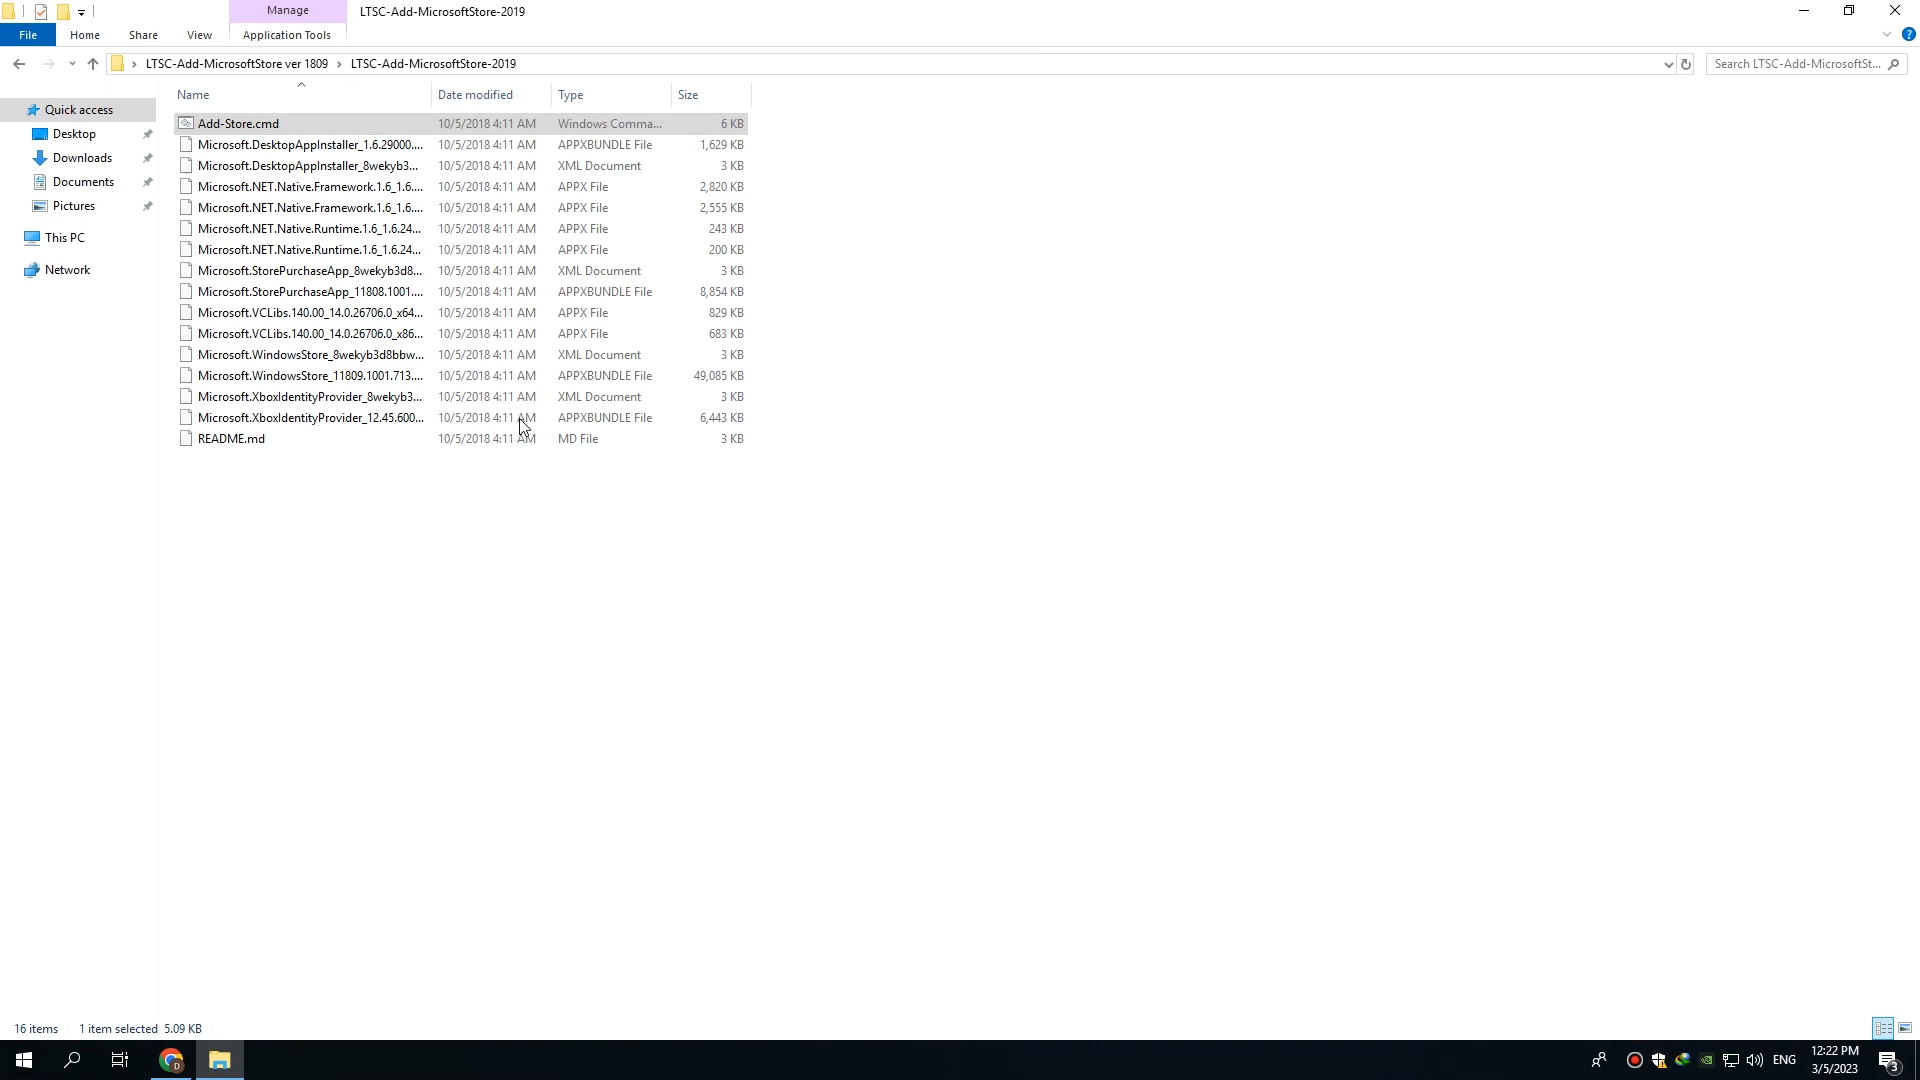 Manage LTSC-Add-MicrosoftStore-2019
File Home Share View Application Tools
LTSC-Add-MicrosoftStore ver 1809 > LTSC-Add-MicrosoftStore-2019 Search LTSC-Add-MicrosoftSt...
Name Date modified Type Size
Quick access
Desktop
Downloads
Documents
Pictures
This PC
Network
Add-Store.cmd 10/5/2018 4:11 AM Windows Comma... 6 KB
Microsoft.DesktopAppInstaller_1.6.29000.... 10/5/2018 4:11 AM APPXBUNDLE File 1,629 KB
Microsoft.DesktopAppInstaller_8wekyb3... 10/5/2018 4:11 AM XML Document 3 KB
Microsoft.NET.Native.Framework.1.6_1.6.... 10/5/2018 4:11 AM APPX File 2,820 KB
Microsoft.NET.Native.Framework.1.6_1.6.... 10/5/2018 4:11 AM APPX File 2,555 KB
Microsoft.NET.Native.Runtime.1.6_1.6.24... 10/5/2018 4:11 AM APPX File 243 KB
Microsoft.NET.Native.Runtime.1.6_1.6.24... 10/5/2018 4:11 AM APPX File 200 KB
Microsoft.StorePurchaseApp_8wekyb3d8... 10/5/2018 4:11 AM XML Document 3 KB
Microsoft.StorePurchaseApp_11808.1001.... 10/5/2018 4:11 AM APPXBUNDLE File 8,854 KB
Microsoft.VCLibs.140.00_14.0.26706.0_x64... 10/5/2018 4:11 AM APPX File 829 KB
Microsoft.VCLibs.140.00_14.0.26706.0_x86... 10/5/2018 4:11 AM APPX File 683 KB
Microsoft.WindowsStore_8wekyb3d8bbw... 10/5/2018 4:11 AM XML Document 3 KB
Microsoft.WindowsStore_11809.1001.713.... 10/5/2018 4:11 AM APPXBUNDLE File 49,085 KB
Microsoft.XboxIdentityProvider_8wekyb3... 10/5/2018 4:11 AM XML Document 3 KB
Microsoft.XboxIdentityProvider_12.45.600... 10/5/2018 4:11 AM APPXBUNDLE File 6,443 KB
README.md 10/5/2018 4:11 AM MD File 3 KB
16 items 1 item selected 5.09 KB
ENG 12:22 PM
3/5/2023 3